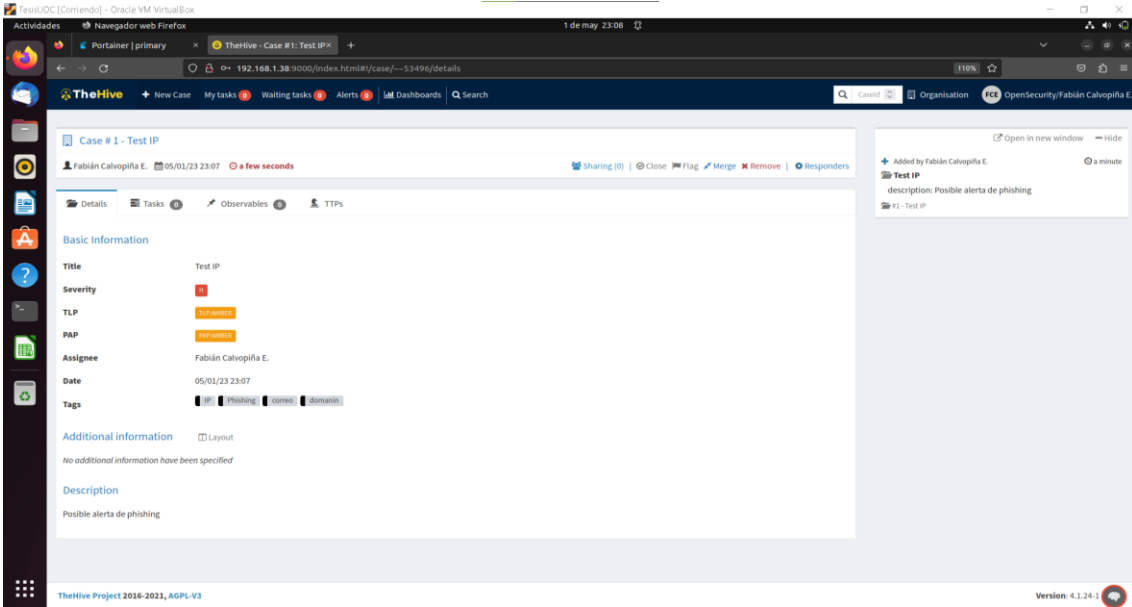 TesisUOC [Corriendo] - Oracle VM VirtualBox
Actividades Navegador web Firefox 1 de may 23:08
Portainer | primary × TheHive - Case #1: Test IP × +
192.168.1.38:9000/index.html#!/case/~53496/details 110%
TheHive + New Case My tasks 0 Waiting tasks 0 Alerts 0 Dashboards Search CaseId Organisation FCE OpenSecurity/Fabián Calvopiña E.
Case # 1 - Test IP
Fabián Calvopiña E. 05/01/23 23:07 a few seconds Sharing (0) | Close Flag Merge Remove | Responders
Details Tasks 0 Observables 0 TTPs
Basic Information
Title Test IP
Severity H
TLP TLP:AMBER
PAP PAP:AMBER
Assignee Fabián Calvopiña E.
Date 05/01/23 23:07
Tags IP Phishing correo domanin
Additional information Layout
No additional information have been specified
Description
Posible alerta de phishing
Open in new window Hide
+ Added by Fabián Calvopiña E. a minute
Test IP
description: Posible alerta de phishing
#1 - Test IP
TheHive Project 2016-2021, AGPL-V3 Version: 4.1.24-1